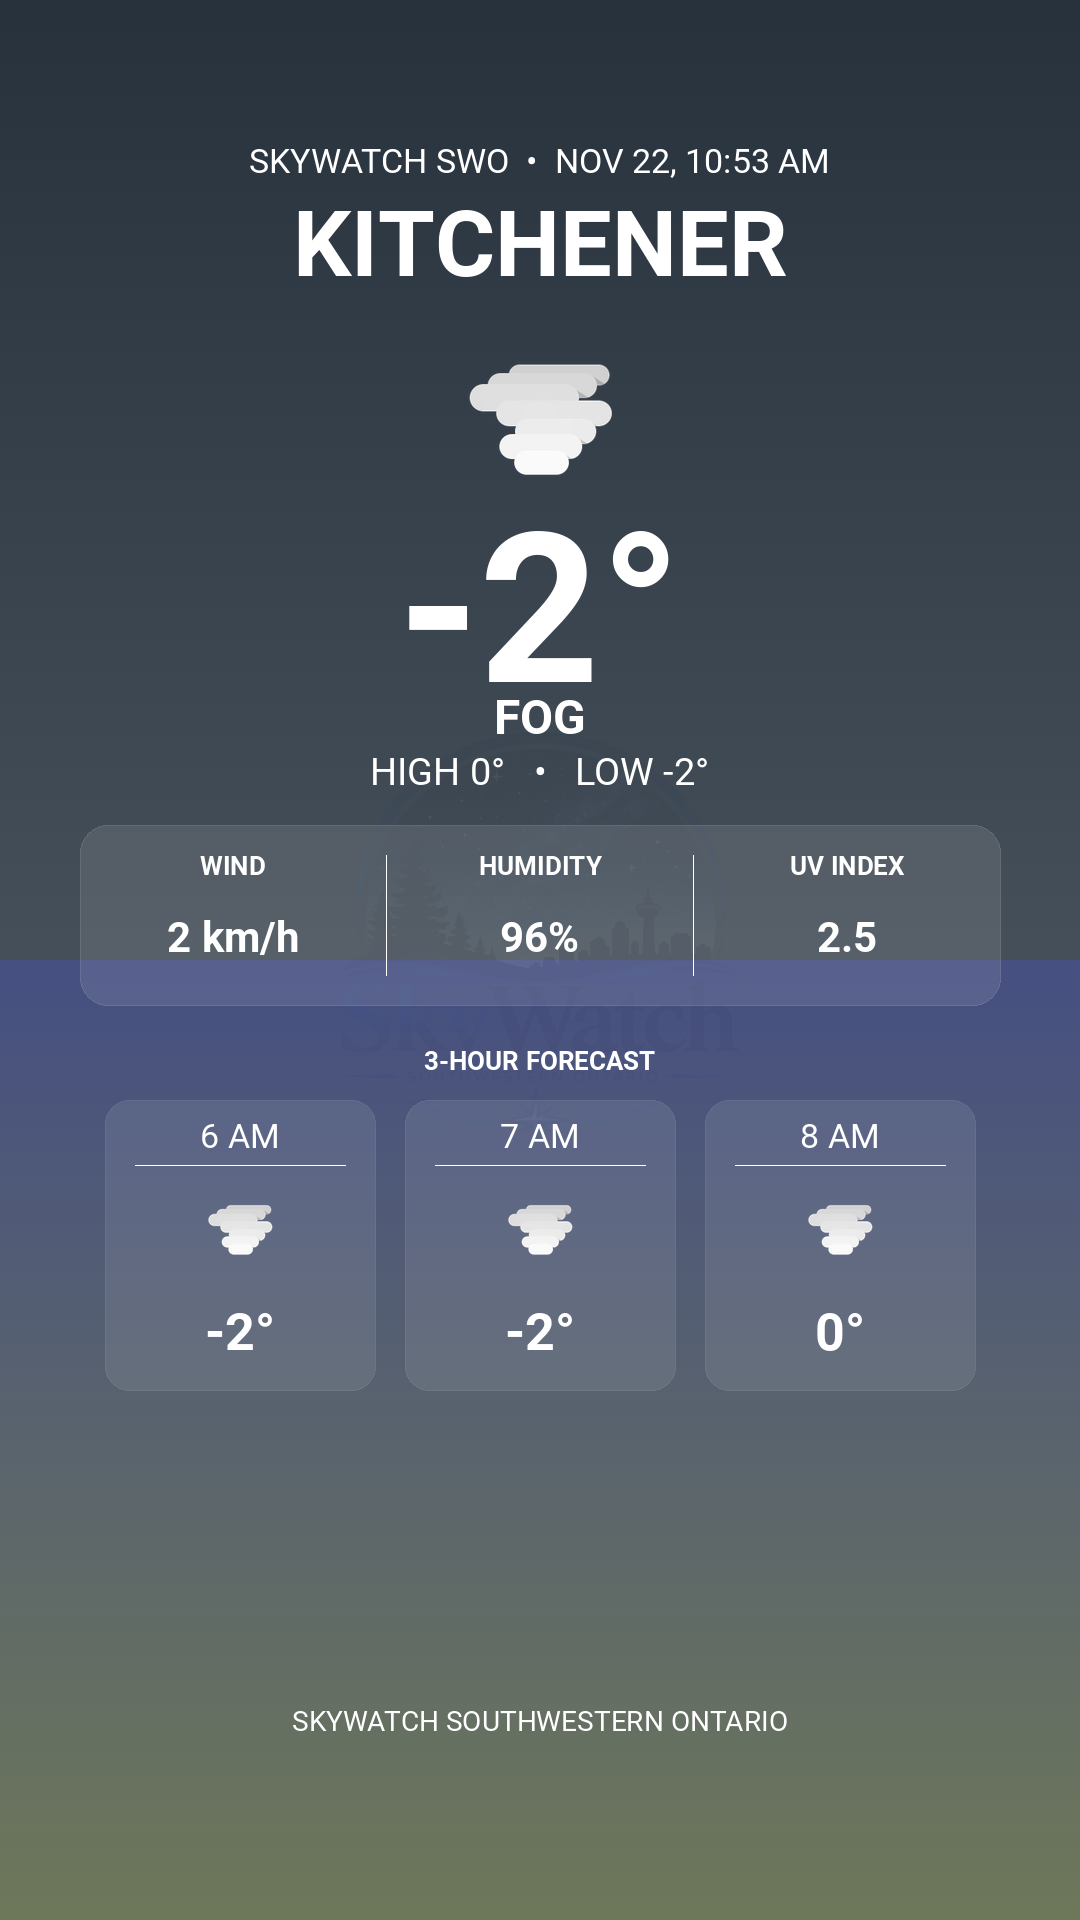 SKYWATCH SWO • NOV 22, 10:53 AM
KITCHENER
-2°
FOG
HIGH 0° • LOW -2°
WIND HUMIDITY UV INDEX
2 km/h 96% 2.5
SkyWatch
3-HOUR FORECAST
6 AM 7 AM 8 AM
-2° -2° 0°
SKYWATCH SOUTHWESTERN ONTARIO